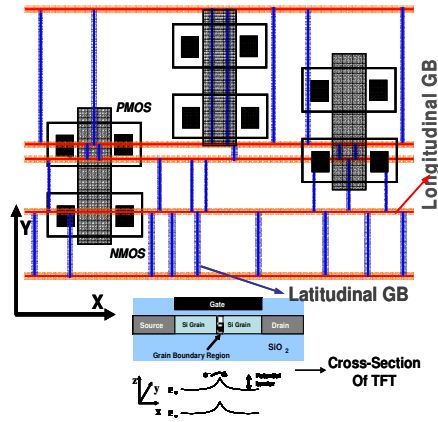 PMOS
NMOS
Y
X
Longitudinal GB
Latitudinal GB
Gate
Source
Si Grain
Si Grain
Drain
Grain Boundary Region
SiO2
Cross-Section
Of TFT
Potential
z
y
x